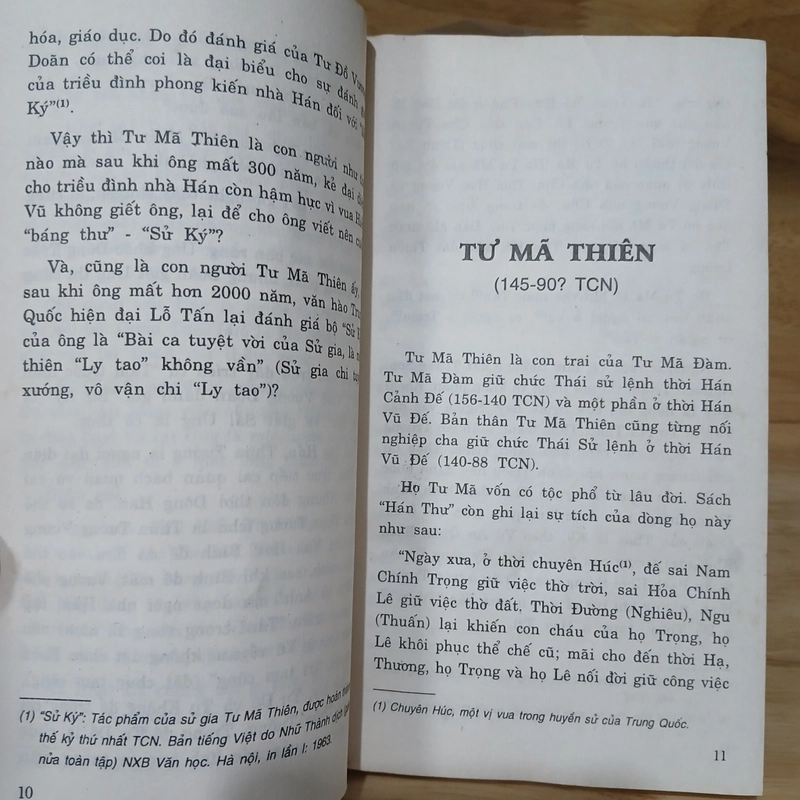 hóa, giáo dục. Do đó đánh giá của Tư Đồ
Doãn có thể coi là đại biểu cho sự đánh
của triều đình phong kiến nhà Hán đối với
Ký”(1).
Vậy thì Tư Mã Thiên là con người như
nào mà sau khi ông mất 300 năm, kẻ đại
cho triều đình nhà Hán còn hậm hực vì vua
Vũ không giết ông, lại để cho ông viết nên
“báng thư” - “Sử Ký”?
Và, cũng là con người Tư Mã Thiên ấy,
sau khi ông mất hơn 2000 năm, văn hào
Quốc hiện đại Lỗ Tấn lại đánh giá bộ “Sử
của ông là “Bài ca tuyệt vời của Sử gia, là
thiên “Ly tao” không vần” (Sử gia chi
xướng, vô vận chi “Ly tao”)?
(1) “Sử Ký”: Tác phẩm của sử gia Tư Mã Thiên, được hoàn
thế kỷ thứ nhất TCN. Bản tiếng Việt do Nhữ Thành dịch
nửa toàn tập) NXB Văn học. Hà nội, in lần I: 1963.
10
TƯ MÃ THIÊN
(145-90? TCN)
Tư Mã Thiên là con trai của Tư Mã Đàm.
Tư Mã Đàm giữ chức Thái sử lệnh thời Hán
Cảnh Đế (156-140 TCN) và một phần ở thời Hán
Vũ Đế. Bản thân Tư Mã Thiên cũng từng nối
nghiệp cha giữ chức Thái Sử lệnh ở thời Hán
Vũ Đế (140-88 TCN).
Họ Tư Mã vốn có tộc phổ từ lâu đời. Sách
“Hán Thư” còn ghi lại sự tích của dòng họ này
như sau:
“Ngày xưa, ở thời chuyên Húc(1), đế sai Nam
Chính Trọng giữ việc thờ trời, sai Hỏa Chính
Lê giữ việc thờ đất. Thời Đường (Nghiêu), Ngu
(Thuấn) lại khiến con cháu của họ Trọng, họ
Lê khôi phục thể chế cũ; mãi cho đến thời Hạ,
Thương, họ Trọng và họ Lê nối đời giữ công việc
(1) Chuyên Húc, một vị vua trong huyền sử của Trung Quốc.
11